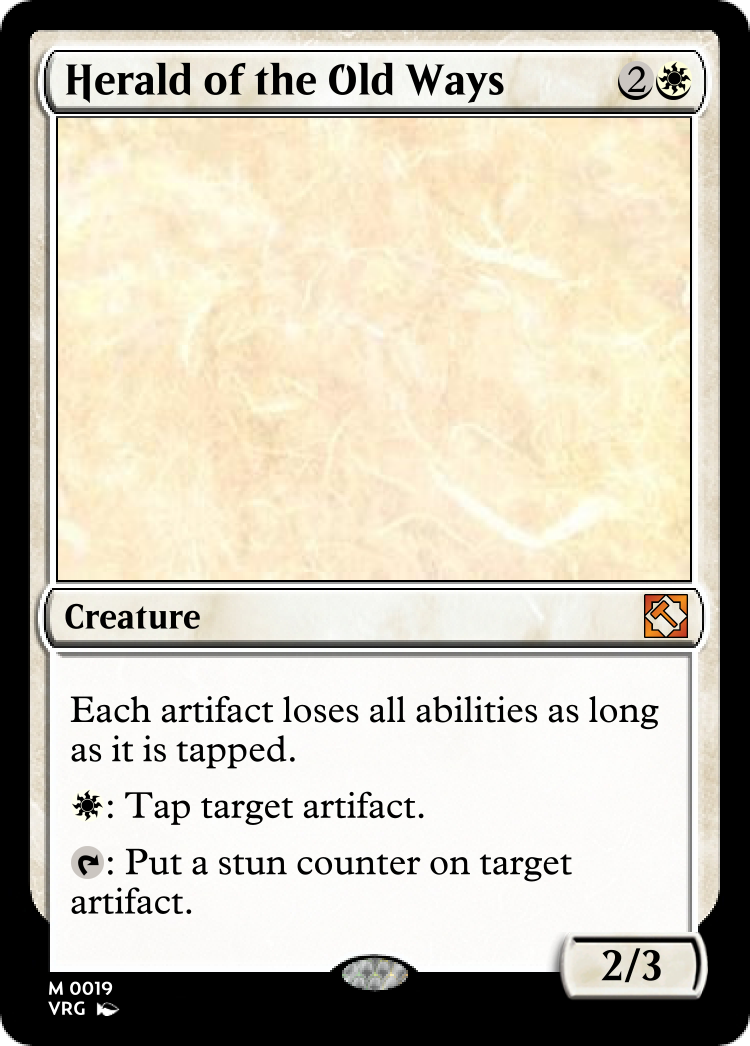 Herald of the Old Ways 2
Creature
Each artifact loses all abilities as long
as it is tapped.
: Tap target artifact.
: Put a stun counter on target
artifact.
2/3
M 0019
VRG